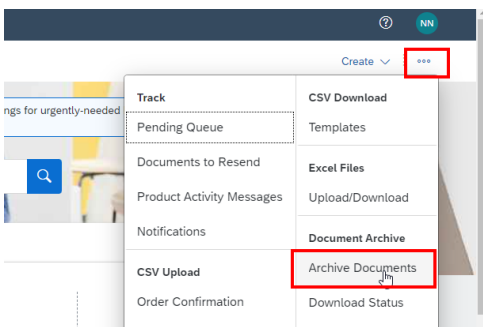 NN
Create
ngs for urgently-needed
Track
Pending Queue
Documents to Resend
Product Activity Messages
Notifications
CSV Upload
Order Confirmation
CSV Download
Templates
Excel Files
Upload/Download
Document Archive
Archive Documents
Download Status